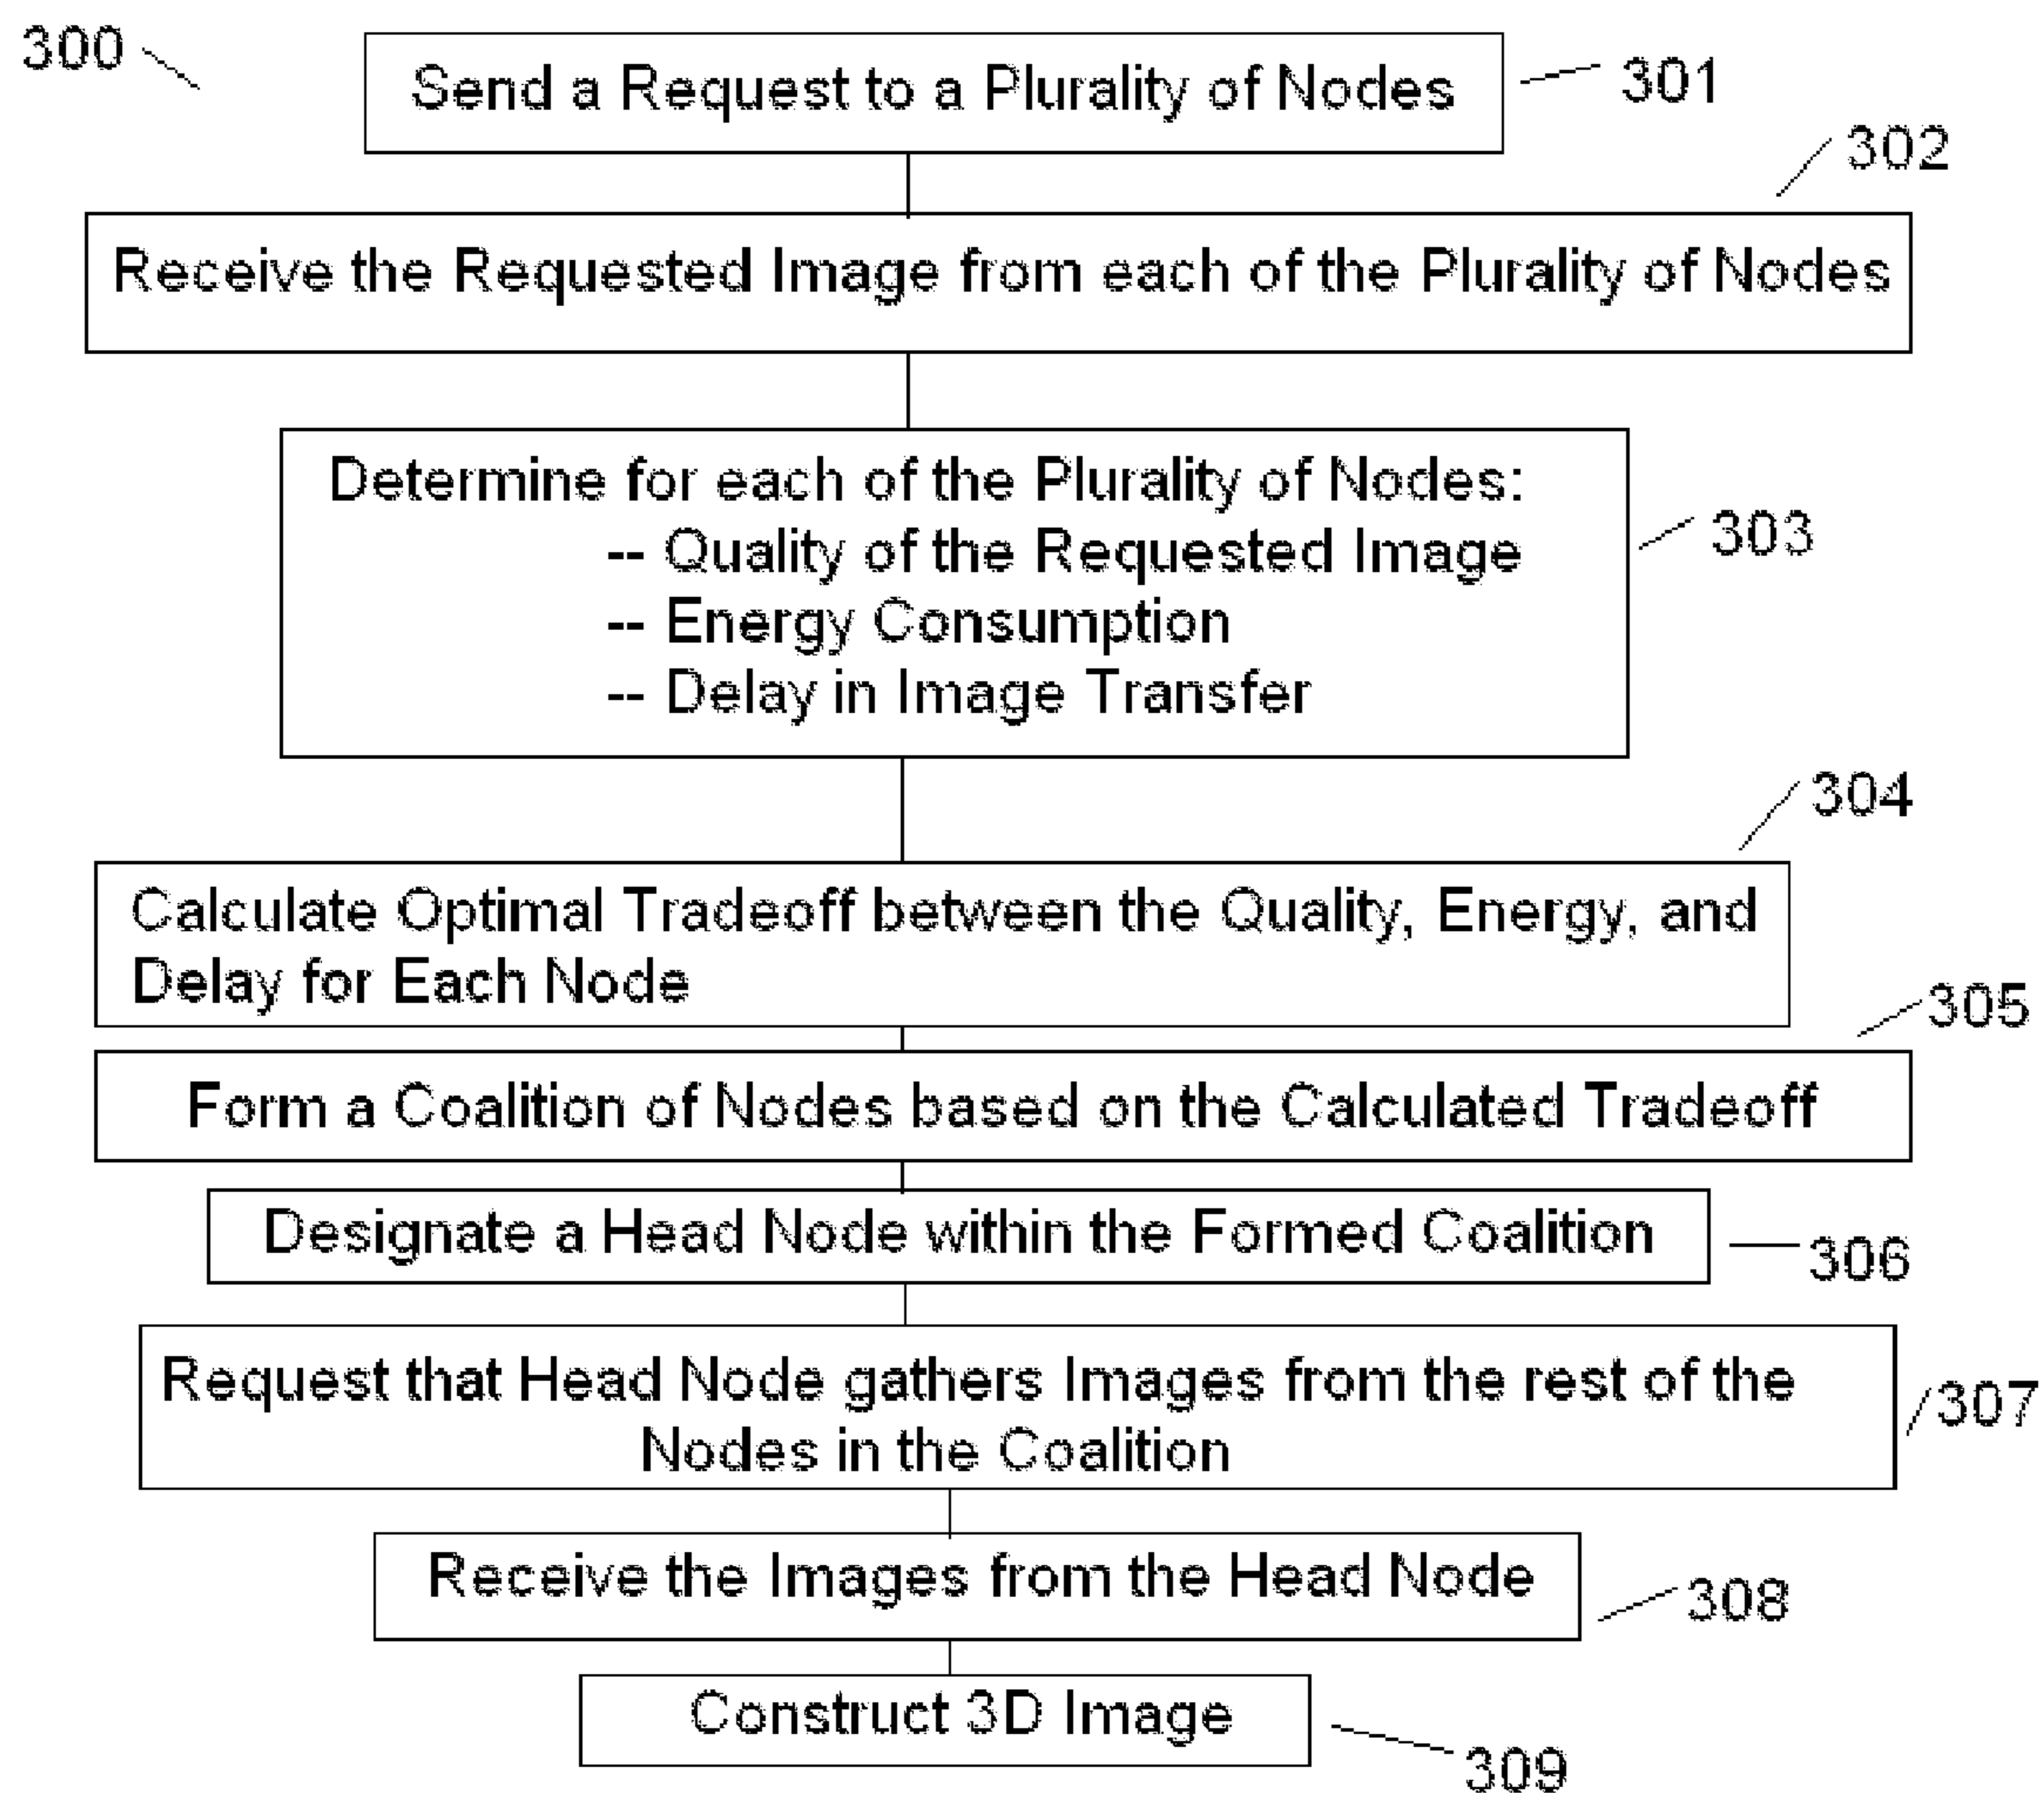 300
Send a Request to a Plurality of Nodes
301
302
Receive the Requested Image from each of the Plurality of Nodes
Determine for each of the Plurality of Nodes:
-- Quality of the Requested Image
-- Energy Consumption
-- Delay in Image Transfer
303
304
Calculate Optimal Tradeoff between the Quality, Energy, and
Delay for Each Node
305
Form a Coalition of Nodes based on the Calculated Tradeoff
Designate a Head Node within the Formed Coalition
306
Request that Head Node gathers Images from the rest of the
Nodes in the Coalition
307
Receive the Images from the Head Node
308
Construct 3D Image
309